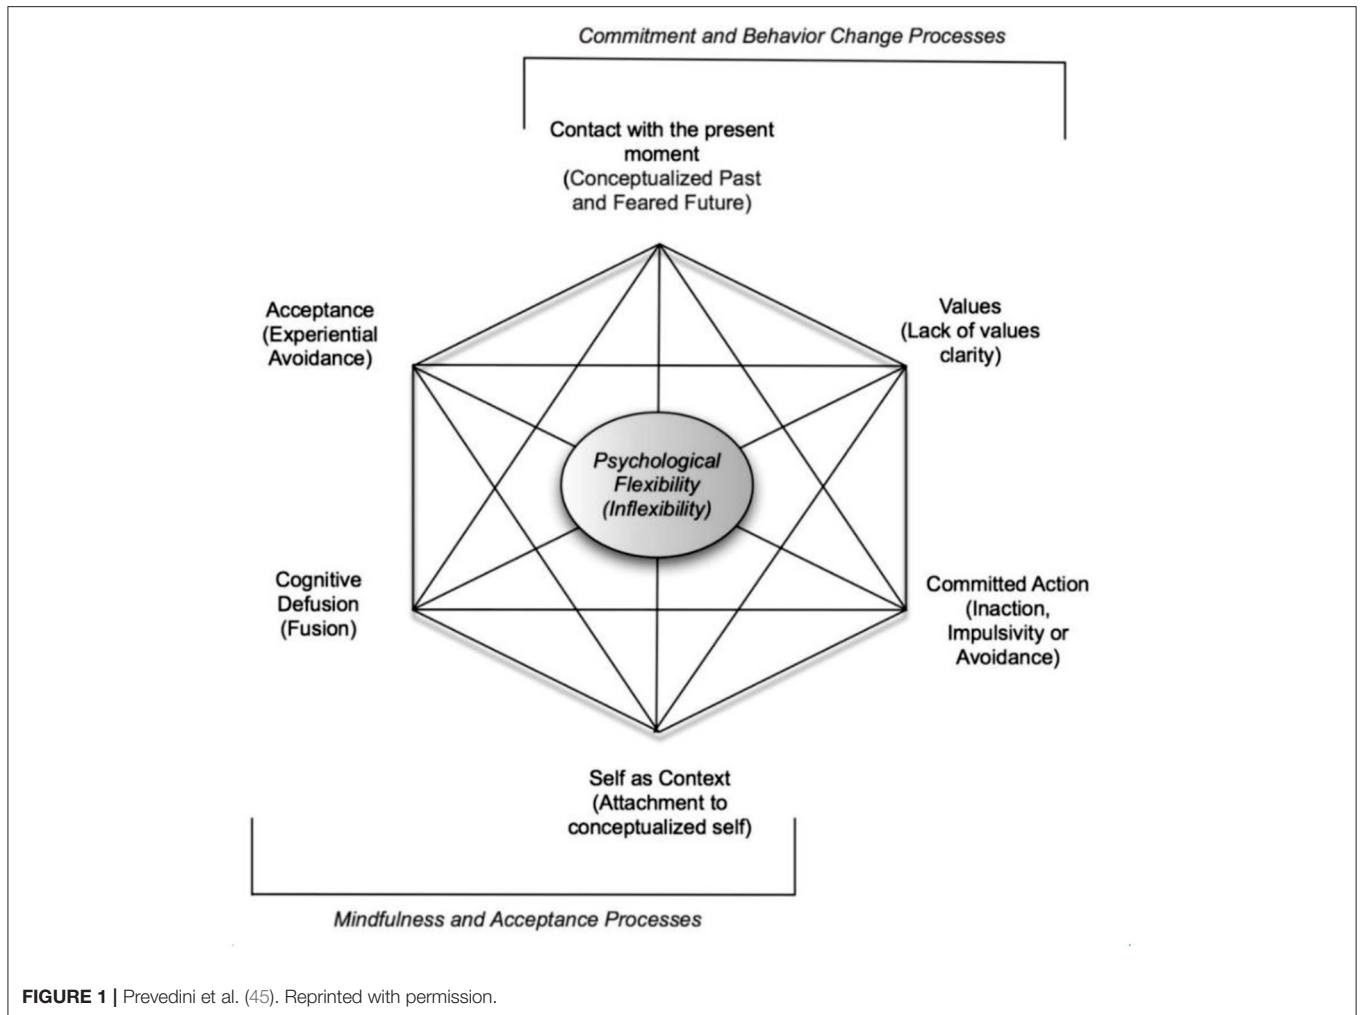 Commitment and Behavior Change Processes
Contact with the present
moment
(Conceptualized Past
and Feared Future)
Acceptance
(Experiential
Avoidance)
Values
(Lack of values
clarity)
Psychological
Flexibility
(Inflexibility)
Cognitive
Defusion
(Fusion)
Committed Action
(Inaction,
Impulsivity or
Avoidance)
Self as Context
(Attachment to
conceptualized self)
Mindfulness and Acceptance Processes
FIGURE 1 | Prevedini et al. (45). Reprinted with permission.